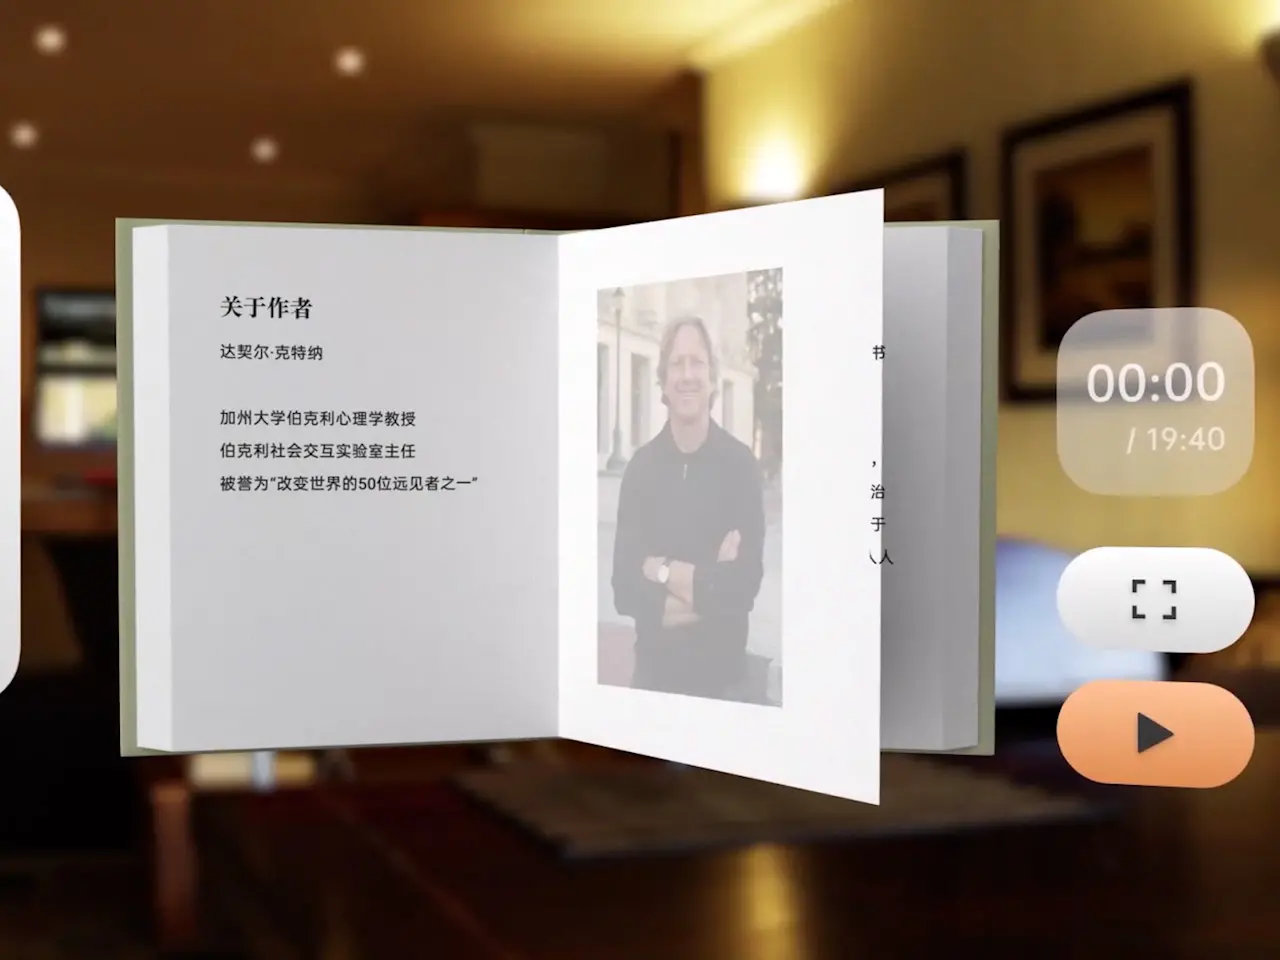 关于作者
达契尔·克特纳
加州大学伯克利心理学教授
伯克利社会交互实验室主任
被誉为“改变世界的50位远见者之一”
书
，
治
于
人
00:00
/ 19:40